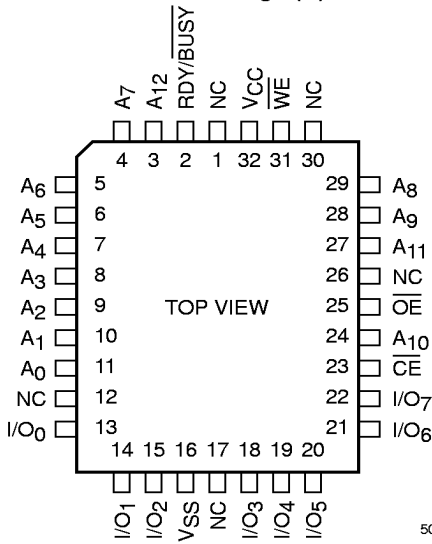 A7 A12 RDY/BUSY NC VCC WE NC
4 3 2 1 32 31 30
A6 5 29 A8
A5 6 28 A9
A4 7 27 A11
A3 8 26 NC
A2 9 TOP VIEW 25 OE
A1 10 24 A10
A0 11 23 CE
NC 12 22 I/O7
I/O0 13 21 I/O6
14 15 16 17 18 19 20
I/O1 I/O2 VSS NC I/O3 I/O4 I/O5
50